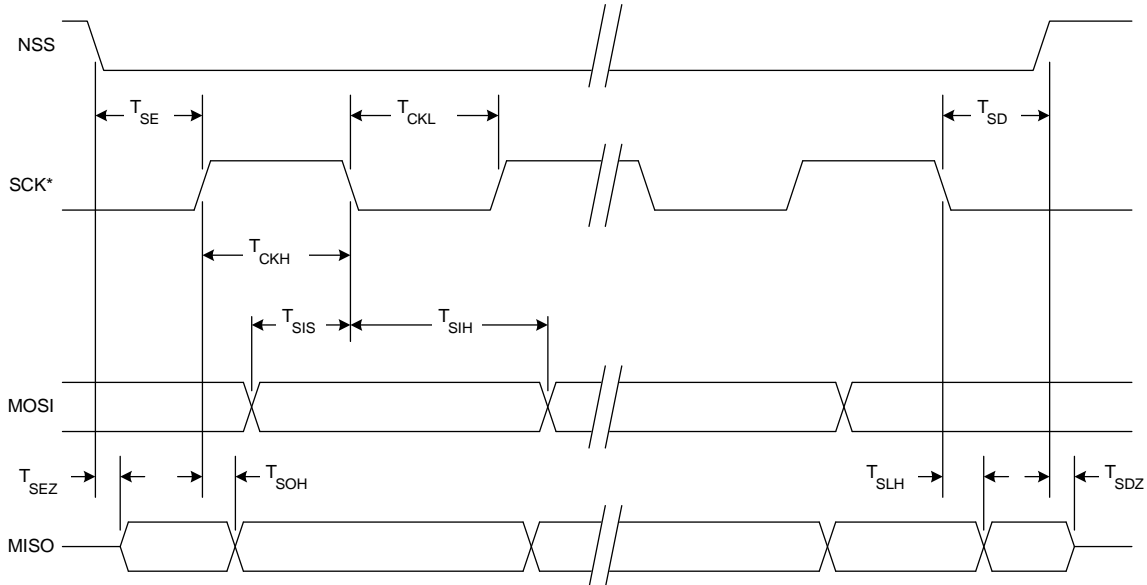 NSS
T_SE
T_CKL
T_SD
SCK*
T_CKH
T_SIS
T_SIH
MOSI
T_SEZ
T_SOH
T_SLH
T_SDZ
MISO